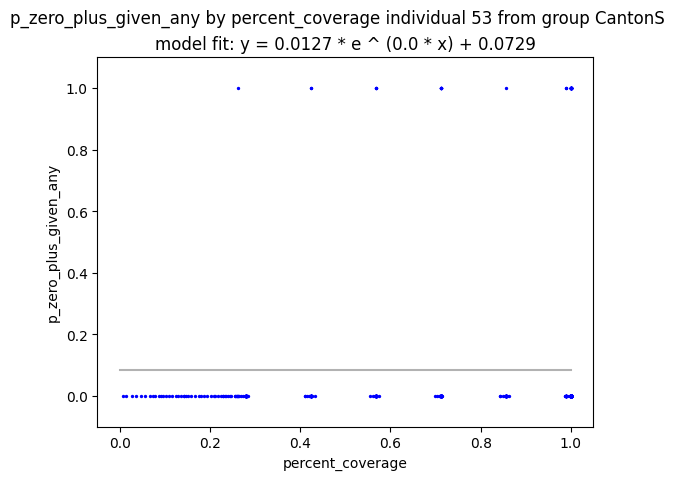 p_zero_plus_given_any by percent_coverage individual 53 from group CantonS
model fit: y = 0.0127 * e ^ (0.0 * x) + 0.0729
1.0
0.8
0.6
0.4
0.2
0.0
p_zero_plus_given_any
0.0 0.2 0.4 0.6 0.8 1.0
percent_coverage